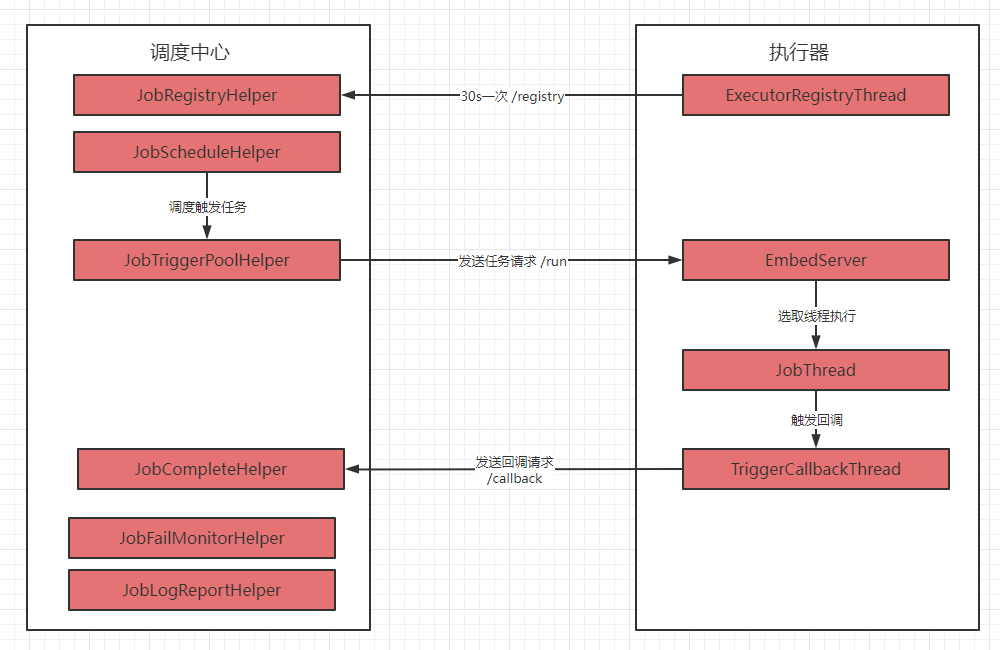 调度中心
执行器
JobRegistryHelper
30s一次 /registry
ExecutorRegistryThread
JobScheduleHelper
调度触发任务
JobTriggerPoolHelper
发送任务请求 /run
EmbedServer
选取线程执行
JobThread
触发回调
JobCompleteHelper
发送回调请求
/callback
TriggerCallbackThread
JobFailMonitorHelper
JobLogReportHelper